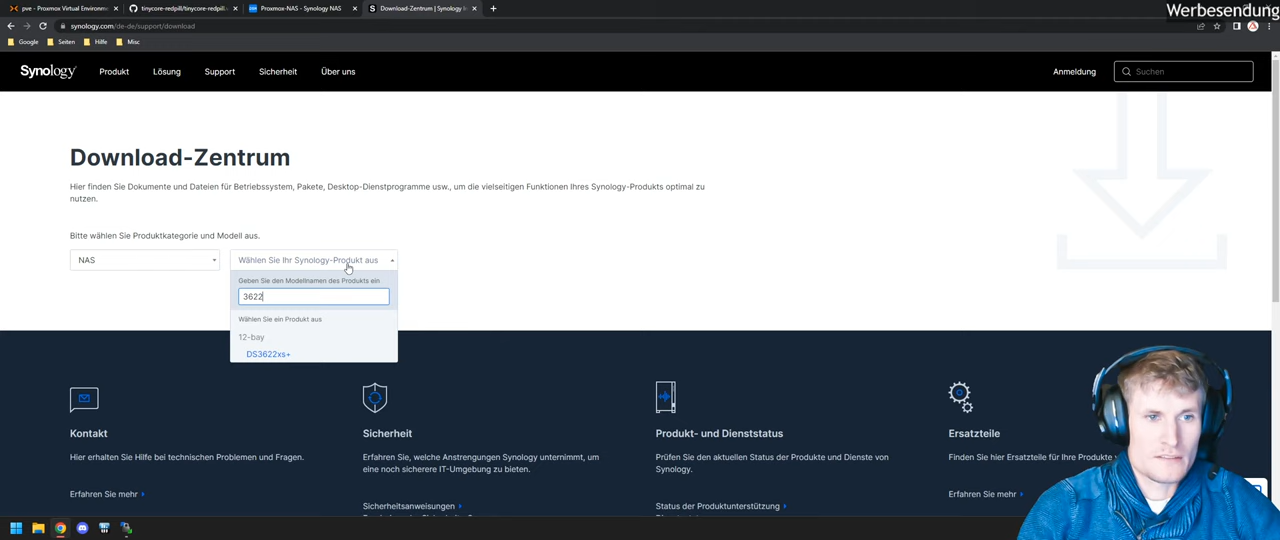 pve - Proxmox Virtual Environme
tinycore-redpill/tinycore-redpill.
Proxmox-NAS - Synology NAS
Download-Zentrum | Synology I
Werbesendung
synology.com/de-de/support/download
Google
Seiten
Hilfe
Misc
Synology
Produkt
Lösung
Support
Sicherheit
Über uns
Anmeldung
Suchen
Download-Zentrum
Hier finden Sie Dokumente und Dateien für Betriebssystem, Pakete, Desktop-Dienstprogramme usw., um die vielseitigen Funktionen Ihres Synology-Produkts optimal zu
nutzen.
Bitte wählen Sie Produktkategorie und Modell aus.
NAS
Wählen Sie Ihr Synology-Produkt aus
Geben Sie den Modellnamen des Produkts ein
3622
Wählen Sie ein Produkt aus
12-bay
DS3622xs+
Kontakt
Hier erhalten Sie Hilfe bei technischen Problemen und Fragen.
Erfahren Sie mehr
Sicherheit
Erfahren Sie, welche Anstrengungen Synology unternimmt, um
eine noch sicherere IT-Umgebung zu bieten.
Sicherheitsanweisungen
Produkt- und Dienststatus
Prüfen Sie den aktuellen Status der Produkte und Dienste von
Synology.
Status der Produktunterstützung
Ersatzteile
Finden Sie hier Ersatzteile für Ihre
Erfahren Sie mehr